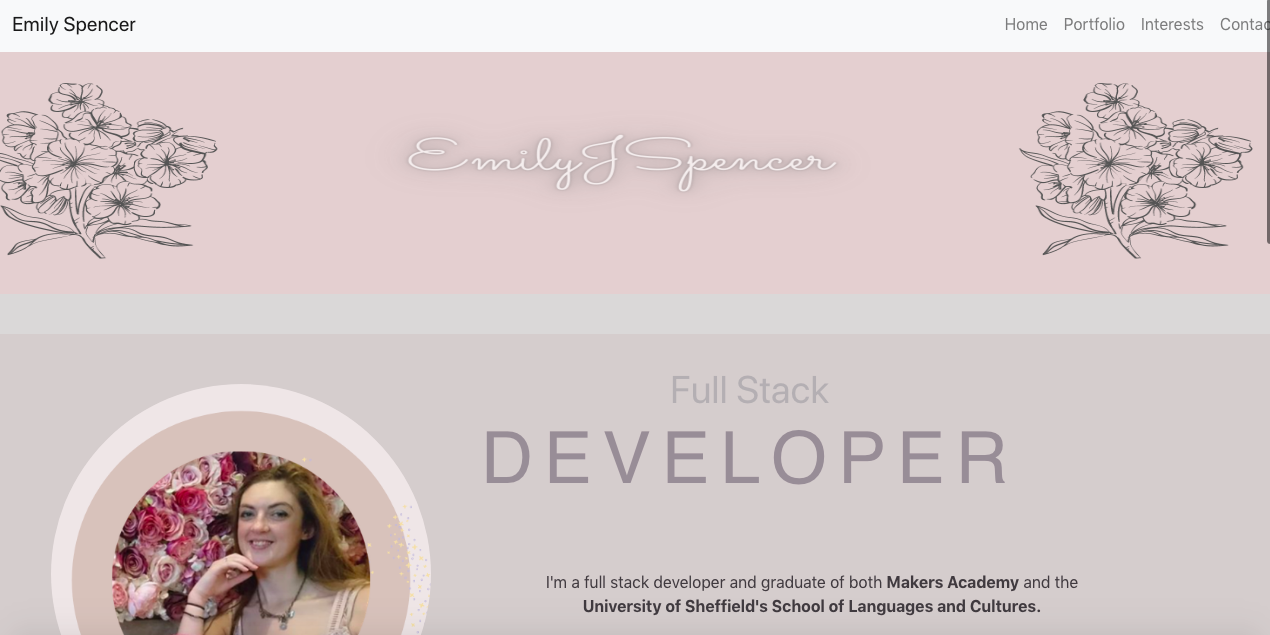 Emily Spencer
Home Portfolio Interests Contac
EmilyJSpencer
Full Stack
DEVELOPER
I'm a full stack developer and graduate of both Makers Academy and the
University of Sheffield's School of Languages and Cultures.